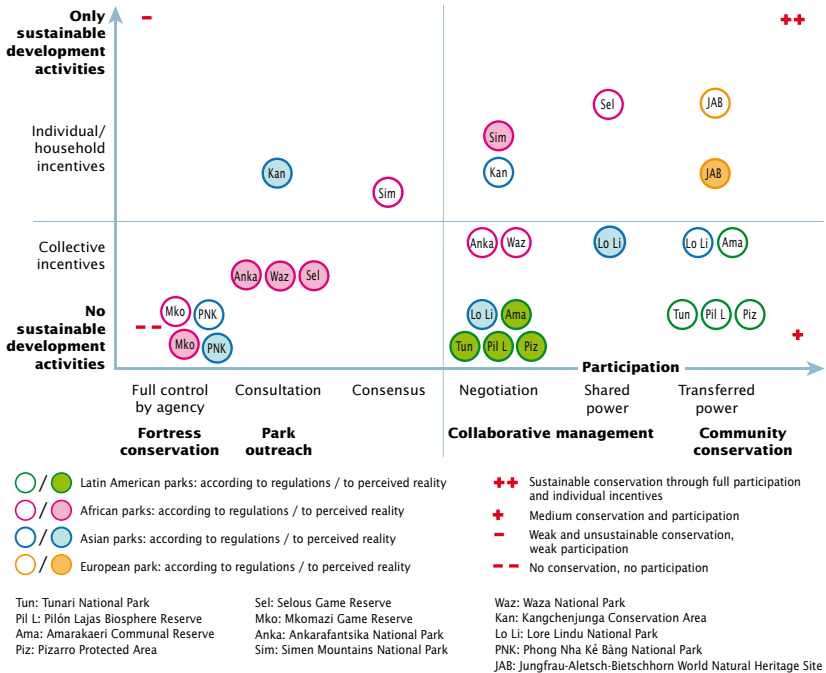 Only
sustainable
development
activities
−
++
Sel
JAB
Individual/
household
incentives
Sim
Kan
Kan
JAB
Sim
Collective
incentives
Anka
Waz
Lo Li
Lo Li
Ama
Anka
Waz
Sel
No
sustainable
development
activities
− −
Mko
PNK
Mko
PNK
Lo Li
Ama
Tun
Pil L
Piz
Tun
Pil L
Piz
+
Participation
Full control
by agency
Consultation
Consensus
Negotiation
Shared
power
Transferred
power
Fortress
conservation
Park
outreach
Collaborative management
Community
conservation
/ Latin American parks: according to regulations / to perceived reality
/ African parks: according to regulations / to perceived reality
/ Asian parks: according to regulations / to perceived reality
/ European park: according to regulations / to perceived reality
++ Sustainable conservation through full participation
and individual incentives
+ Medium conservation and participation
− Weak and unsustainable conservation,
weak participation
− − No conservation, no participation
Tun: Tunari National Park
Pil L: Pilón Lajas Biosphere Reserve
Ama: Amarakaeri Communal Reserve
Piz: Pizarro Protected Area
Sel: Selous Game Reserve
Mko: Mkomazi Game Reserve
Anka: Ankarafantsika National Park
Sim: Simen Mountains National Park
Waz: Waza National Park
Kan: Kangchenjunga Conservation Area
Lo Li: Lore Lindu National Park
PNK: Phong Nha Kẻ Bàng National Park
JAB: Jungfrau-Aletsch-Bietschhorn World Natural Heritage Site